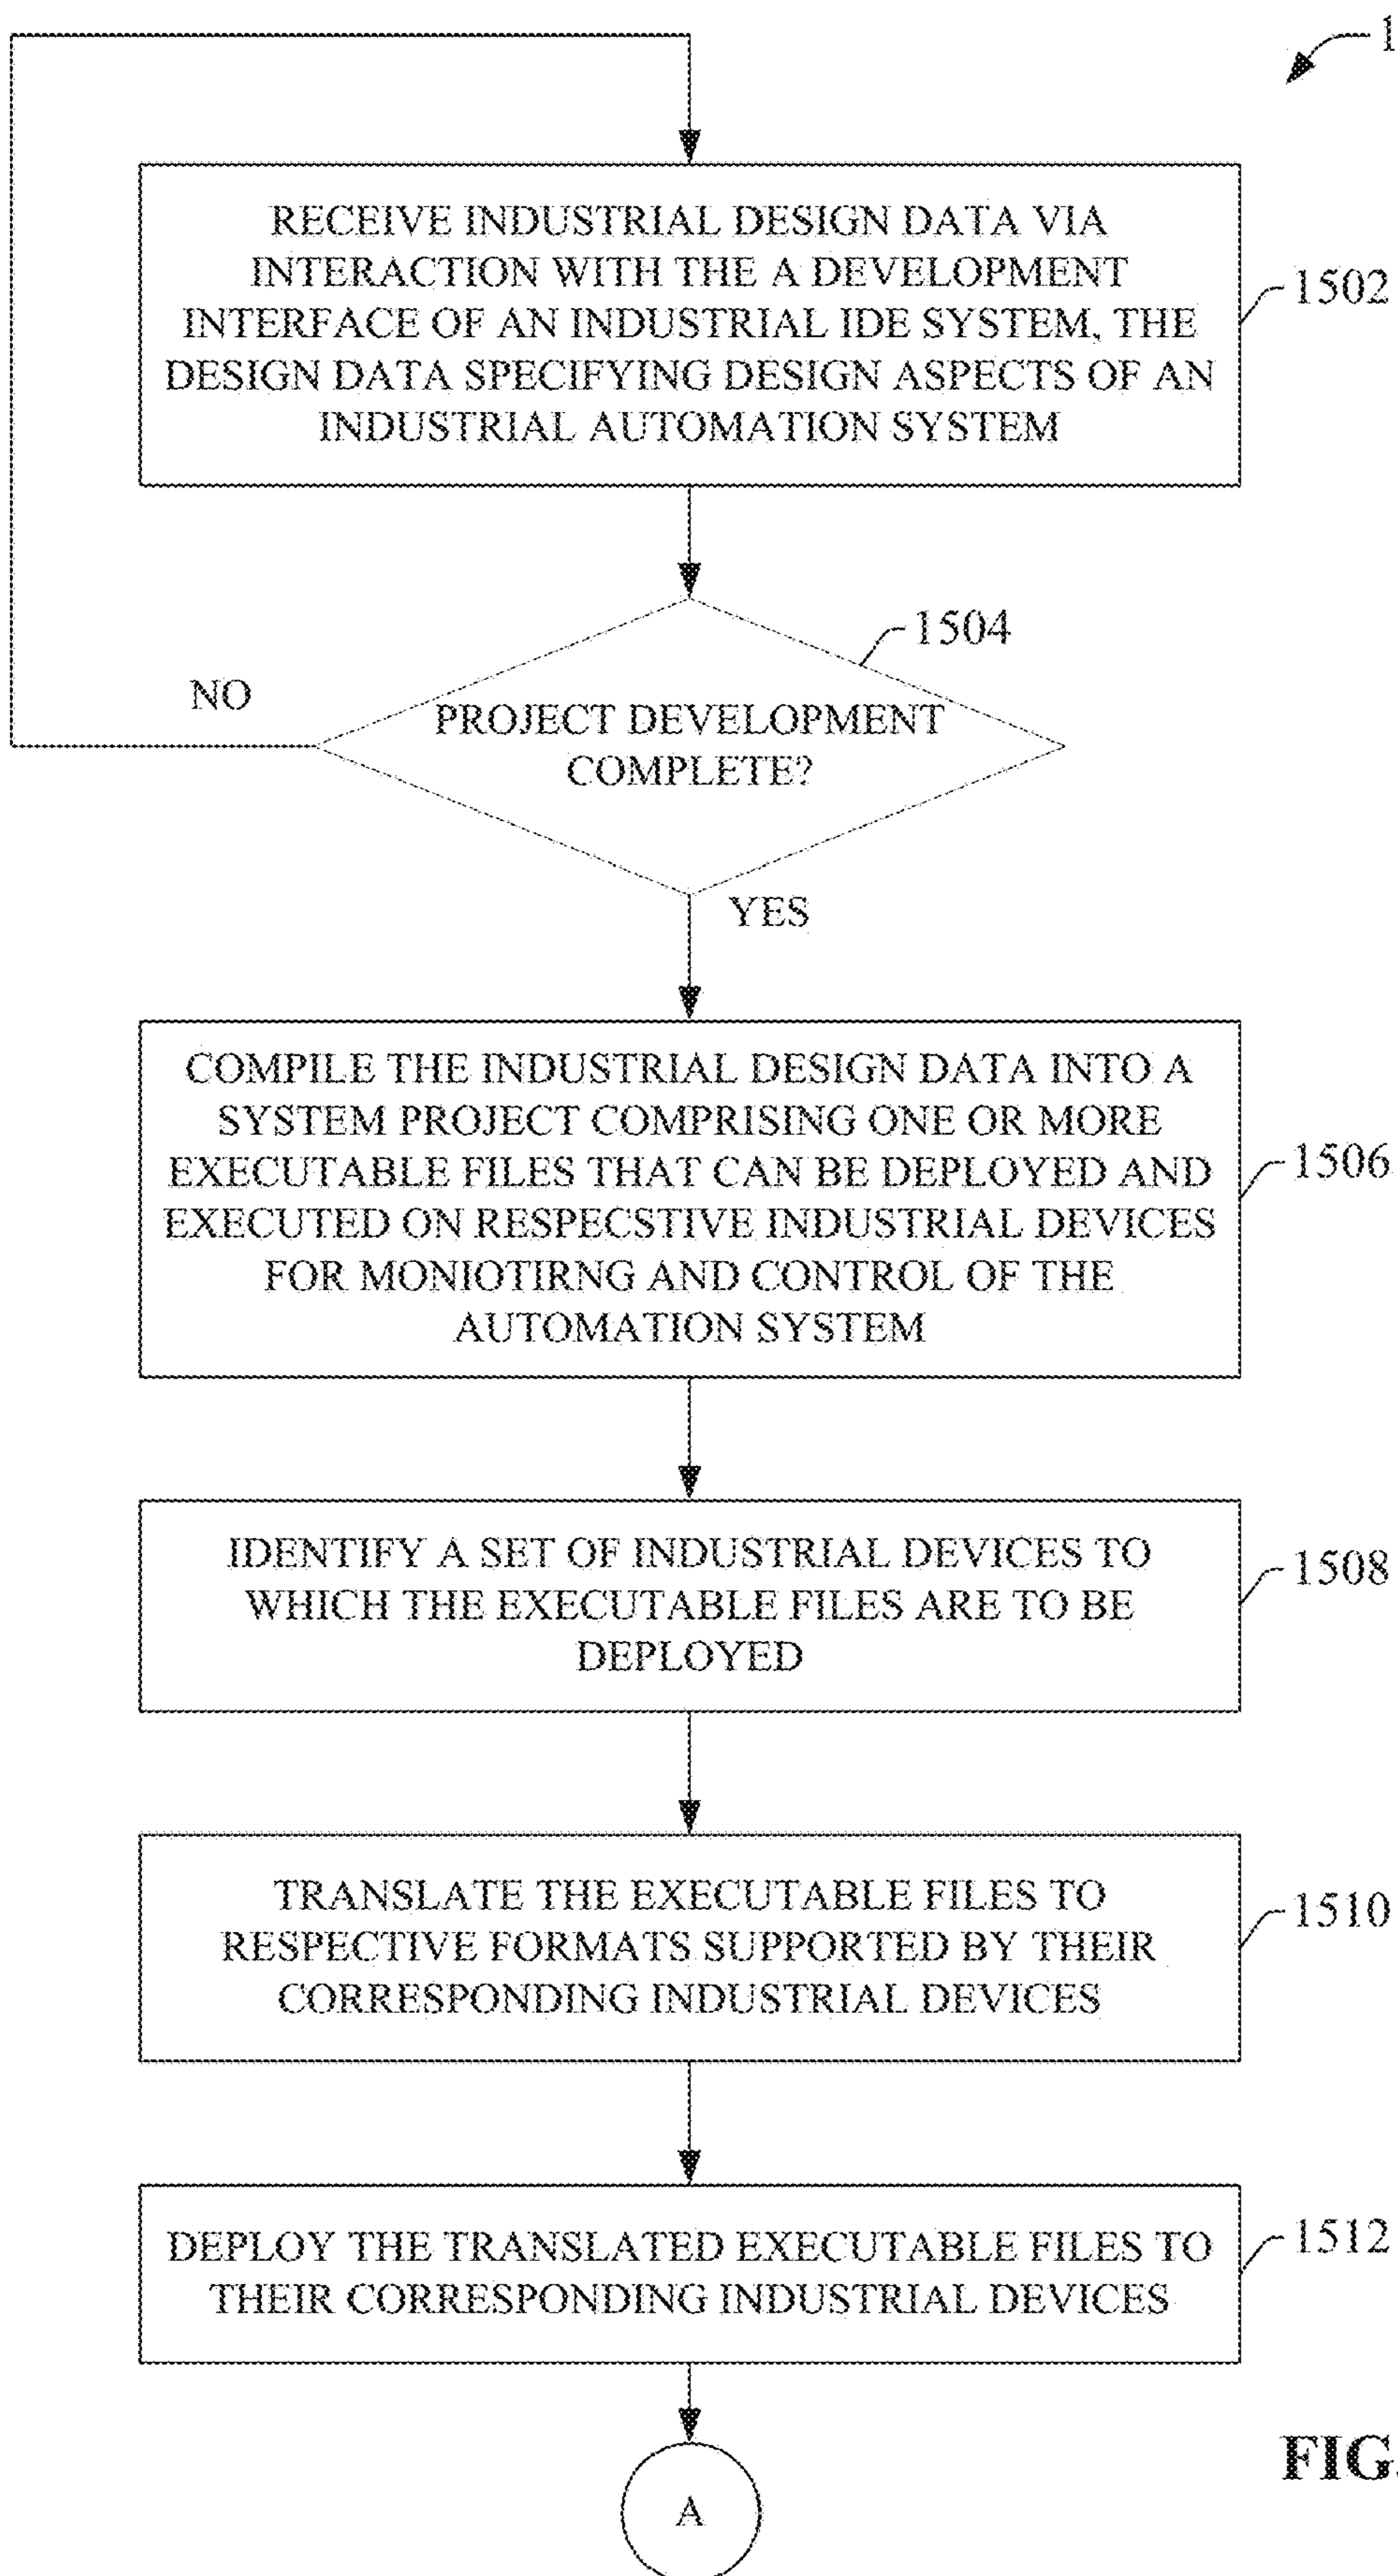 1
RECEIVE INDUSTRIAL DESIGN DATA VIA
INTERACTION WITH THE A DEVELOPMENT
INTERFACE OF AN INDUSTRIAL IDE SYSTEM, THE
DESIGN DATA SPECIFYING DESIGN ASPECTS OF AN
INDUSTRIAL AUTOMATION SYSTEM
1502
1504
NO
PROJECT DEVELOPMENT
COMPLETE?
YES
COMPILE THE INDUSTRIAL DESIGN DATA INTO A
SYSTEM PROJECT COMPRISING ONE OR MORE
EXECUTABLE FILES THAT CAN BE DEPLOYED AND
EXECUTED ON RESPECSTIVE INDUSTRIAL DEVICES
FOR MONIOTIRNG AND CONTROL OF THE
AUTOMATION SYSTEM
1506
IDENTIFY A SET OF INDUSTRIAL DEVICES TO
WHICH THE EXECUTABLE FILES ARE TO BE
DEPLOYED
1508
TRANSLATE THE EXECUTABLE FILES TO
RESPECTIVE FORMATS SUPPORTED BY THEIR
CORRESPONDING INDUSTRIAL DEVICES
1510
DEPLOY THE TRANSLATED EXECUTABLE FILES TO
THEIR CORRESPONDING INDUSTRIAL DEVICES
1512
FIG.
A